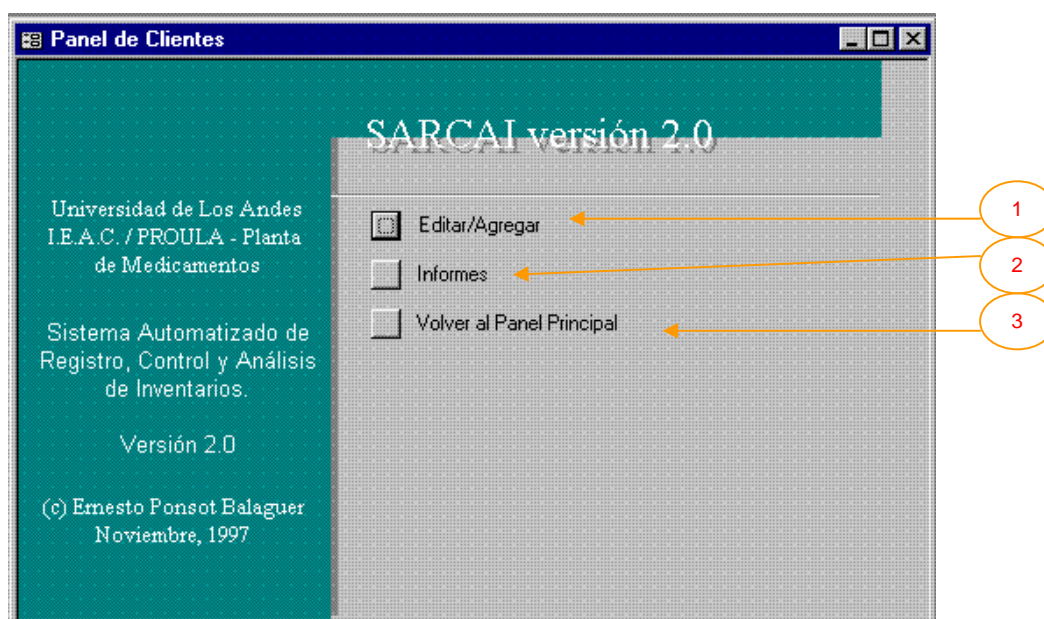 Panel de Clientes
SARCAI versión 2.0
Universidad de Los Andes
I.E.A.C. / PROULA - Planta
de Medicamentos
Sistema Automatizado de
Registro, Control y Análisis
de Inventarios.
Versión 2.0
(c) Ernesto Ponsot Balaguer
Noviembre, 1997
Editar/Agregar
Informes
Volver al Panel Principal
1
2
3